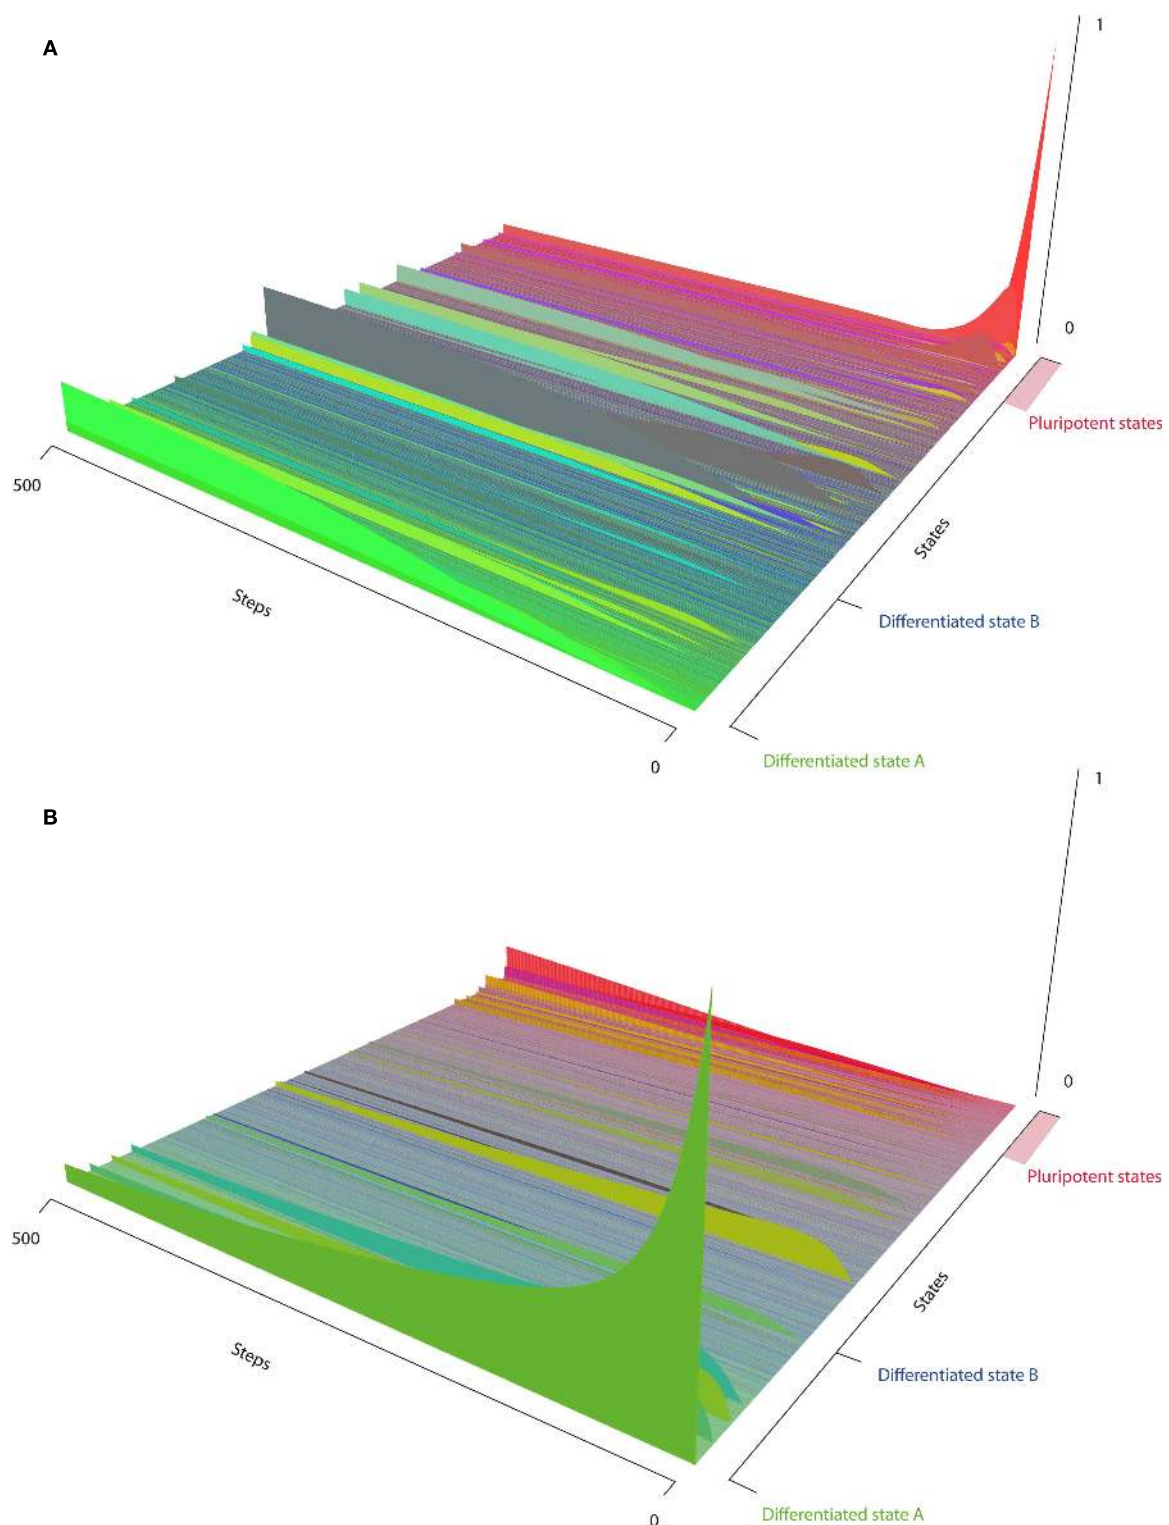 A
1
0
Pluripotent states
500
States
Steps
Differentiated state B
0
Differentiated state A
B
1
0
Pluripotent states
500
States
Steps
Differentiated state B
0
Differentiated state A